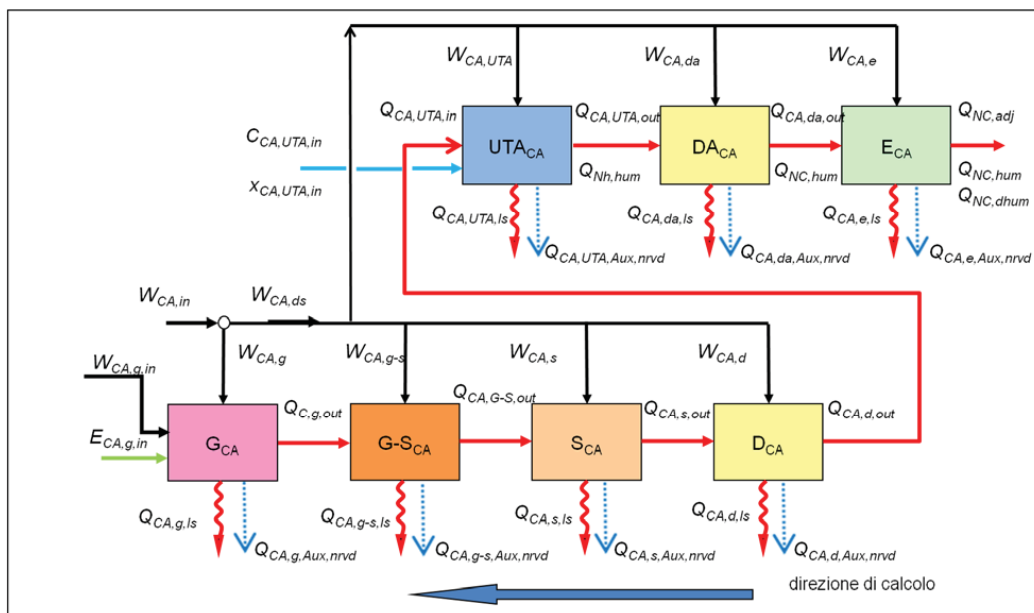 W_CA,UTA W_CA,da W_CA,e
Q_CA,UTA,in Q_CA,UTA,out Q_CA,da,out Q_NC,adj
C_CA,UTA,in UTA_CA DA_CA E_CA
x_CA,UTA,in Q_Nh,hum Q_NC,hum Q_NC,hum
Q_NC,dhum
Q_CA,UTA,ls Q_CA,da,ls Q_CA,e,ls
Q_CA,UTA,Aux,nrvd Q_CA,da,Aux,nrvd Q_CA,e,Aux,nrvd
W_CA,in W_CA,ds
W_CA,g W_CA,g-s W_CA,s W_CA,d
W_CA,g,in
Q_C,g,out Q_CA,G-S,out Q_CA,s,out Q_CA,d,out
E_CA,g,in G_CA G-S_CA S_CA D_CA
Q_CA,g,ls Q_CA,g-s,ls Q_CA,s,ls Q_CA,d,ls
Q_CA,g,Aux,nrvd Q_CA,g-s,Aux,nrvd Q_CA,s,Aux,nrvd Q_CA,d,Aux,nrvd
direzione di calcolo